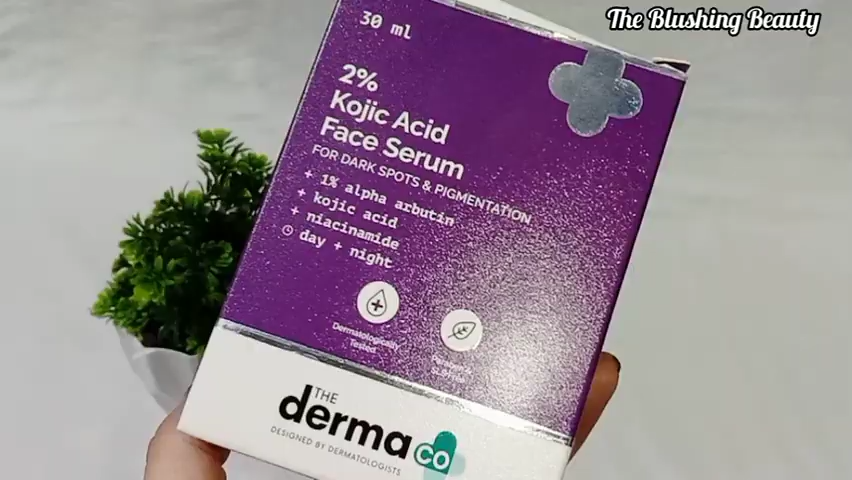 The Blushing Beauty
30 ml
2%
Kojic Acid
Face Serum
FOR DARK SPOTS & PIGMENTATION
+ 1% alpha arbutin
+ kojic acid
+ niacinamide
day + night
Dermatologically
Tested
THE
derma
co
DESIGNED BY DERMATOLOGISTS